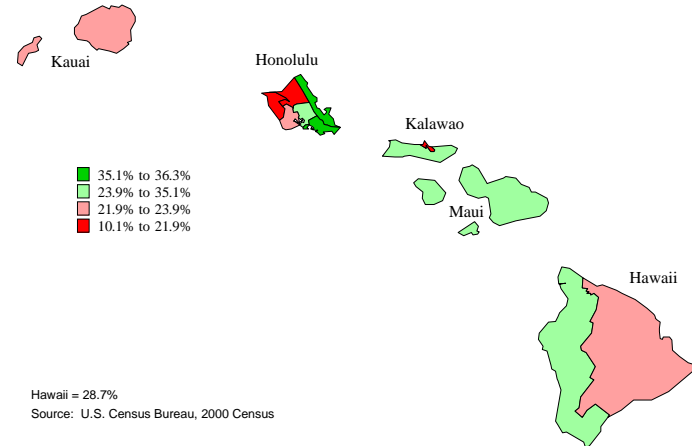 Kauai
Honolulu
Kalawao
35.1% to 36.3%
23.9% to 35.1%
21.9% to 23.9%
10.1% to 21.9%
Maui
Hawaii
Hawaii = 28.7%
Source: U.S. Census Bureau, 2000 Census